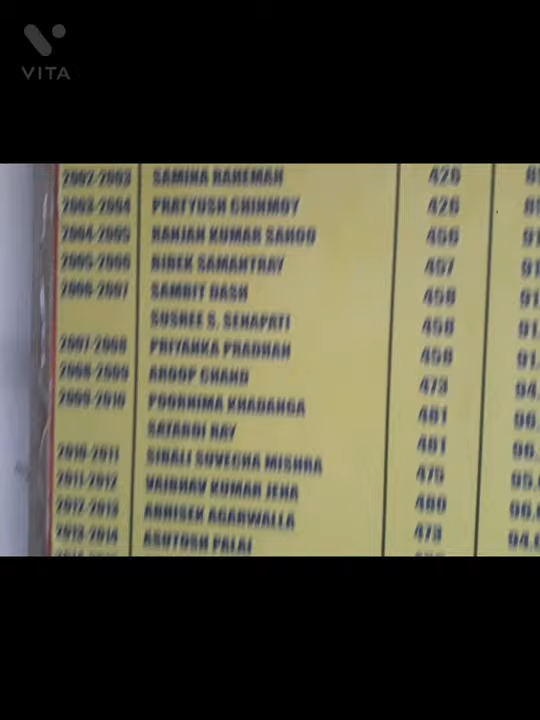 VITA
2002-2003 SAMINA RAHEMAN 426
2003-2004 PRATYUSH CHINMOY 426
2004-2005 RANJAN KUMAR SAHOO 456
2005-2006 BIBEK SAMANTRAY 457
2006-2007 SAMBIT DASH 458
SUSREE S. SENAPATI 458
2007-2008 PRIYANKA PRADHAN 458
2008-2009 AROOP CHAND 473
2009-2010 POORNIMA KHADANGA 481
SATABDI RAY 481
2010-2011 SIBALI SUVECHA MISHRA 475
2011-2012 VAIBHAV KUMAR JENA 480
2012-2013 ABHISEK AGARWALLA 473
2013-2014 ASUTOSH PALAI